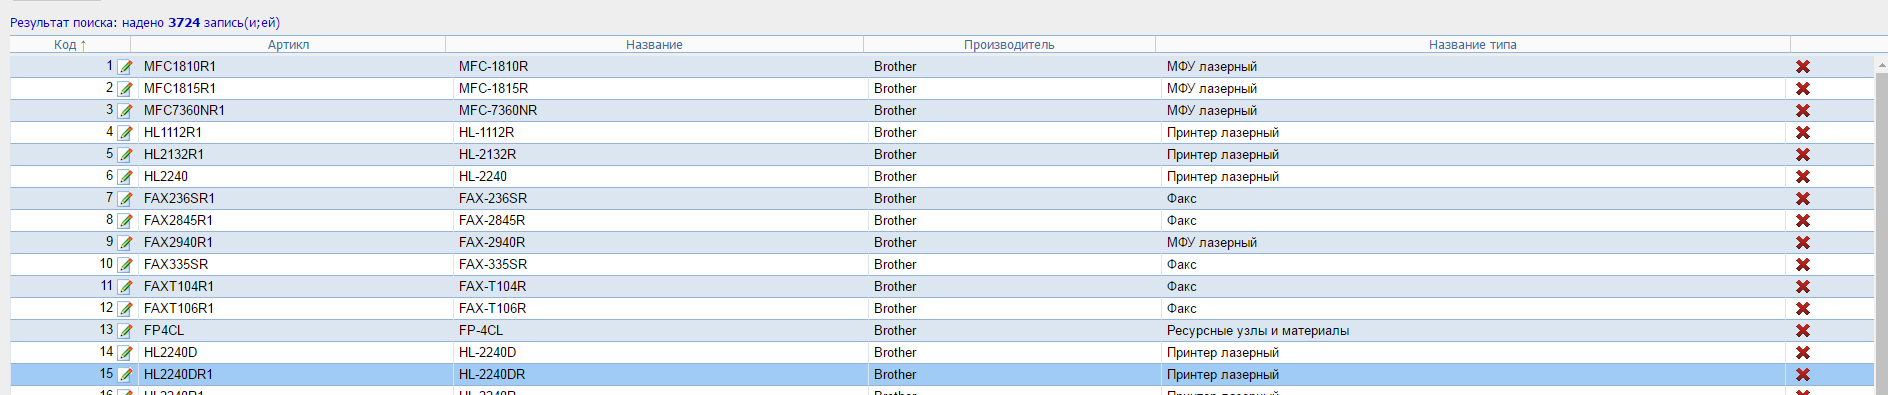 Результат поиска: надено 3724 запись(и;ей)
Код ↑ Артикл Название Производитель Название типа
1 MFC1810R1 MFC-1810R Brother МФУ лазерный
2 MFC1815R1 MFC-1815R Brother МФУ лазерный
3 MFC7360NR1 MFC-7360NR Brother МФУ лазерный
4 HL1112R1 HL-1112R Brother Принтер лазерный
5 HL2132R1 HL-2132R Brother Принтер лазерный
6 HL2240 HL-2240 Brother Принтер лазерный
7 FAX236SR1 FAX-236SR Brother Факс
8 FAX2845R1 FAX-2845R Brother Факс
9 FAX2940R1 FAX-2940R Brother МФУ лазерный
10 FAX335SR FAX-335SR Brother Факс
11 FAXT104R1 FAX-T104R Brother Факс
12 FAXT106R1 FAX-T106R Brother Факс
13 FP4CL FP-4CL Brother Ресурсные узлы и материалы
14 HL2240D HL-2240D Brother Принтер лазерный
15 HL2240DR1 HL-2240DR Brother Принтер лазерный
16 HL2240R1 HL-2240R Brother Принтер лазерный